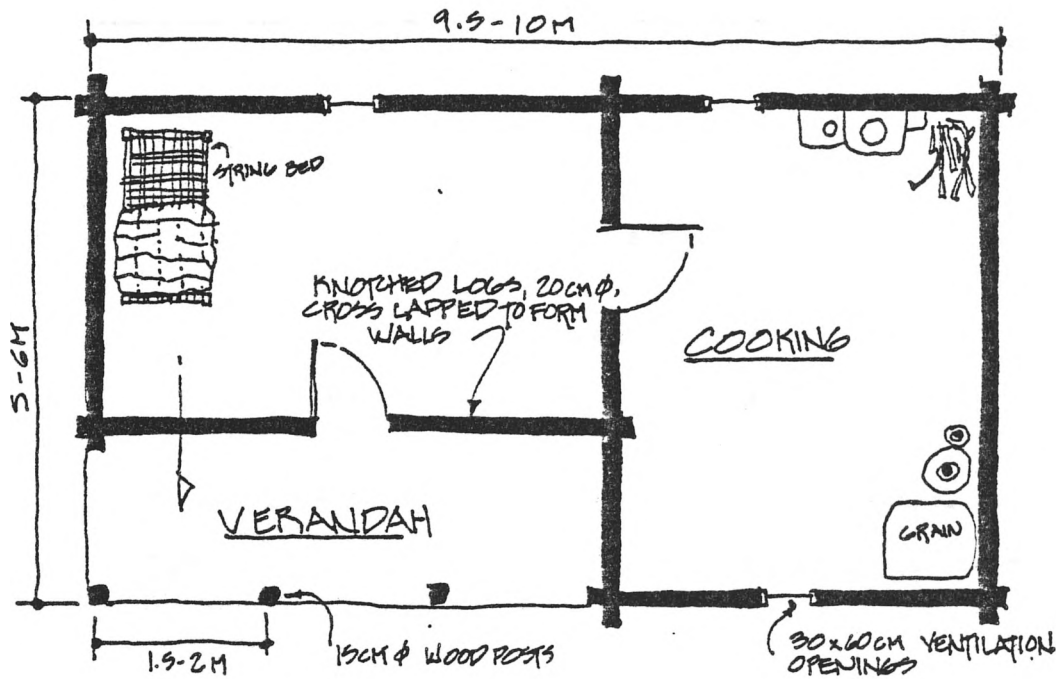 9.5-10M
STRING BED
KNOTCHED LOGS, 20CM φ,
CROSS LAPPED TO FORM
WALLS
5-6M
COOKING
VERANDAH
GRAIN
1.5-2M
15CM φ WOOD POSTS
30x60CM VENTILATION
OPENINGS